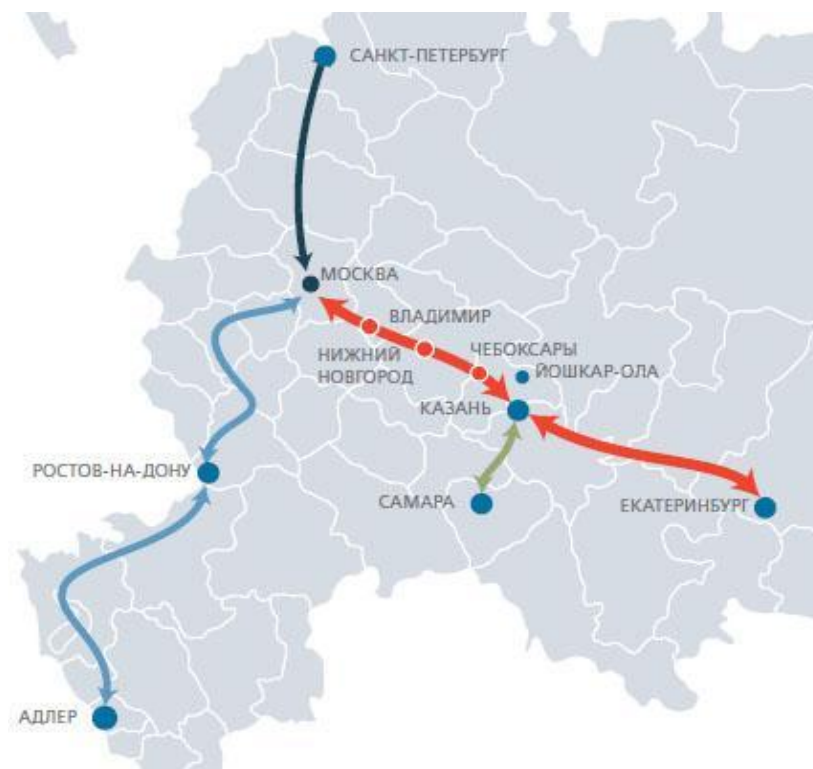 САНКТ-ПЕТЕРБУРГ
МОСКВА
ВЛАДИМИР
НИЖНИЙ
НОВГОРОД
ЧЕБОКСАРЫ
ЙОШКАР-ОЛА
КАЗАНЬ
РОСТОВ-НА-ДОНУ
САМАРА
ЕКАТЕРИНБУРГ
АДЛЕР